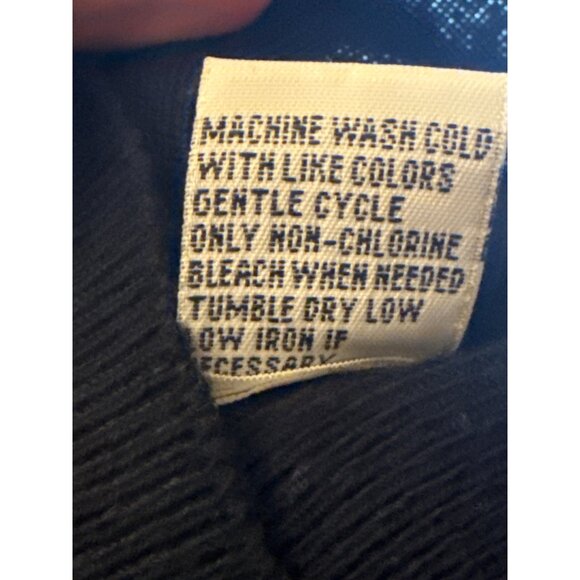 MACHINE WASH COLD
WITH LIKE COLORS
GENTLE CYCLE
ONLY NON-CHLORINE
BLEACH WHEN NEEDED
TUMBLE DRY LOW
OW IRON IF
ECESSARY